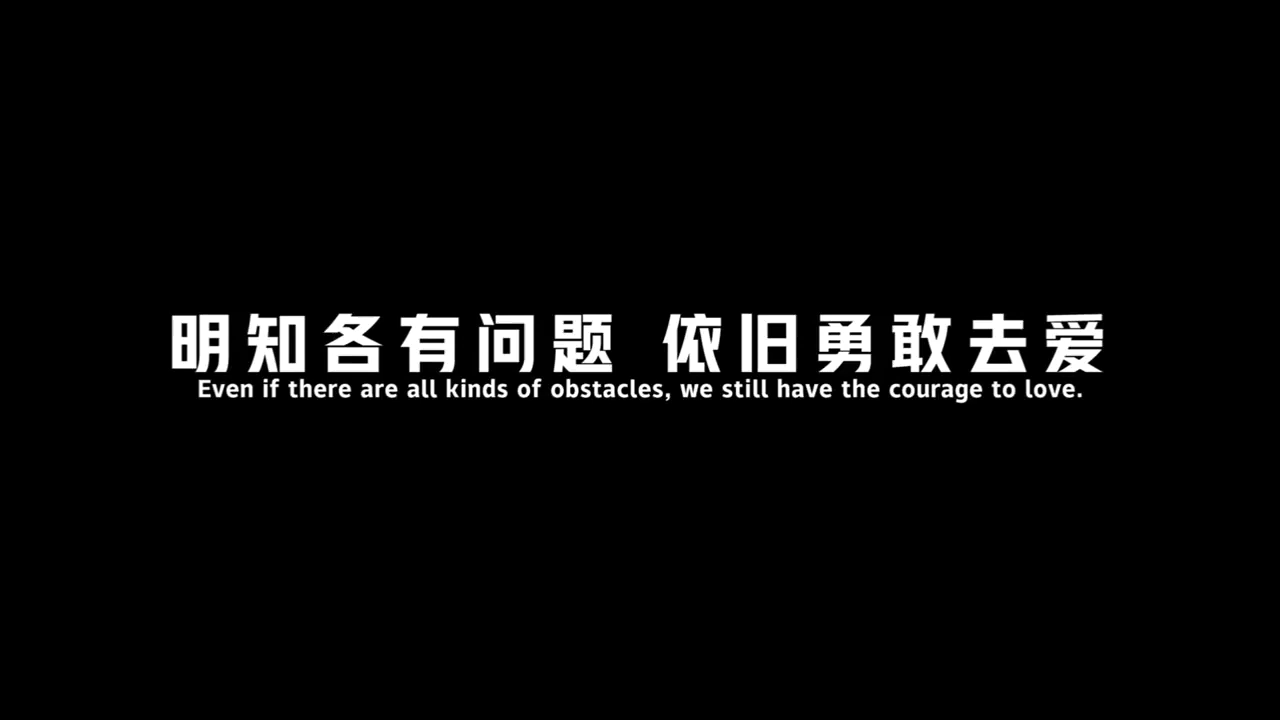 明知各有问题 依旧勇敢去爱
Even if there are all kinds of obstacles, we still have the courage to love.